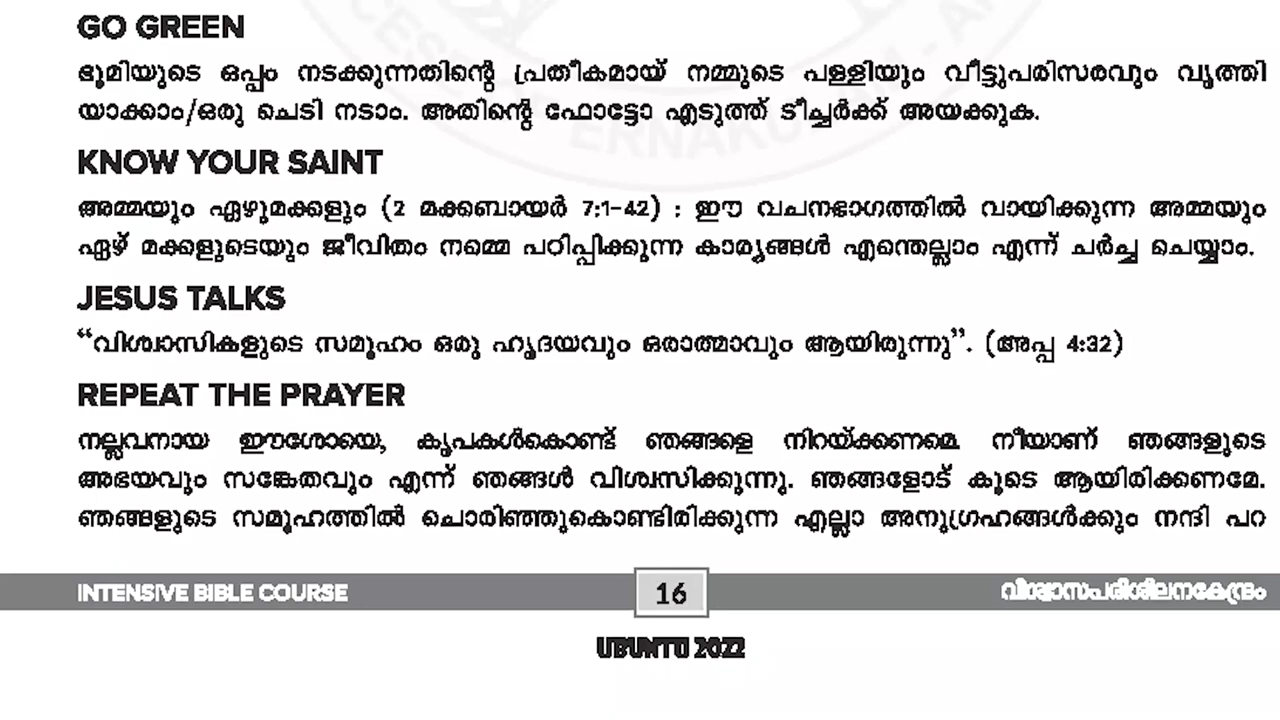 GO GREEN
ഭൂമിയുടെ ഒപ്പം നടക്കുന്നതിന്റെ പ്രതീകമായ് നമ്മുടെ പള്ളിയും വീട്ടുപരിസരവും വൃത്തി
യാക്കാം/ഒരു ചെടി നടാം. അതിന്റെ ഫോട്ടോ എടുത്ത് ടീച്ചർക്ക് അയക്കുക.
KNOW YOUR SAINT
അമ്മയും ഏഴുമക്കളും (2 മക്കബായർ 7:1-42) : ഈ വചനഭാഗത്തിൽ വായിക്കുന്ന അമ്മയും
ഏഴ് മക്കളുടെയും ജീവിതം നമ്മെ പഠിപ്പിക്കുന്ന കാര്യങ്ങൾ എന്തെല്ലാം എന്ന് ചർച്ച ചെയ്യാം.
JESUS TALKS
“വിശ്വാസികളുടെ സമൂഹം ഒരു ഹൃദയവും ഒരാത്മാവും ആയിരുന്നു”. (അപ്പ 4:32)
REPEAT THE PRAYER
നല്ലവനായ ഈശോയെ, കൃപകൾകൊണ്ട് ഞങ്ങളെ നിറയ്ക്കണമെ. നീയാണ് ഞങ്ങളുടെ
അഭയവും സങ്കേതവും എന്ന് ഞങ്ങൾ വിശ്വസിക്കുന്നു. ഞങ്ങളോട് കൂടെ ആയിരിക്കണമേ.
ഞങ്ങളുടെ സമൂഹത്തിൽ ചൊരിഞ്ഞുകൊണ്ടിരിക്കുന്ന എല്ലാ അനുഗ്രഹങ്ങൾക്കും നന്ദി പറ
INTENSIVE BIBLE COURSE 16 വിശ്വാസപരിശീലനകേന്ദ്രം
UBUNTU 2022